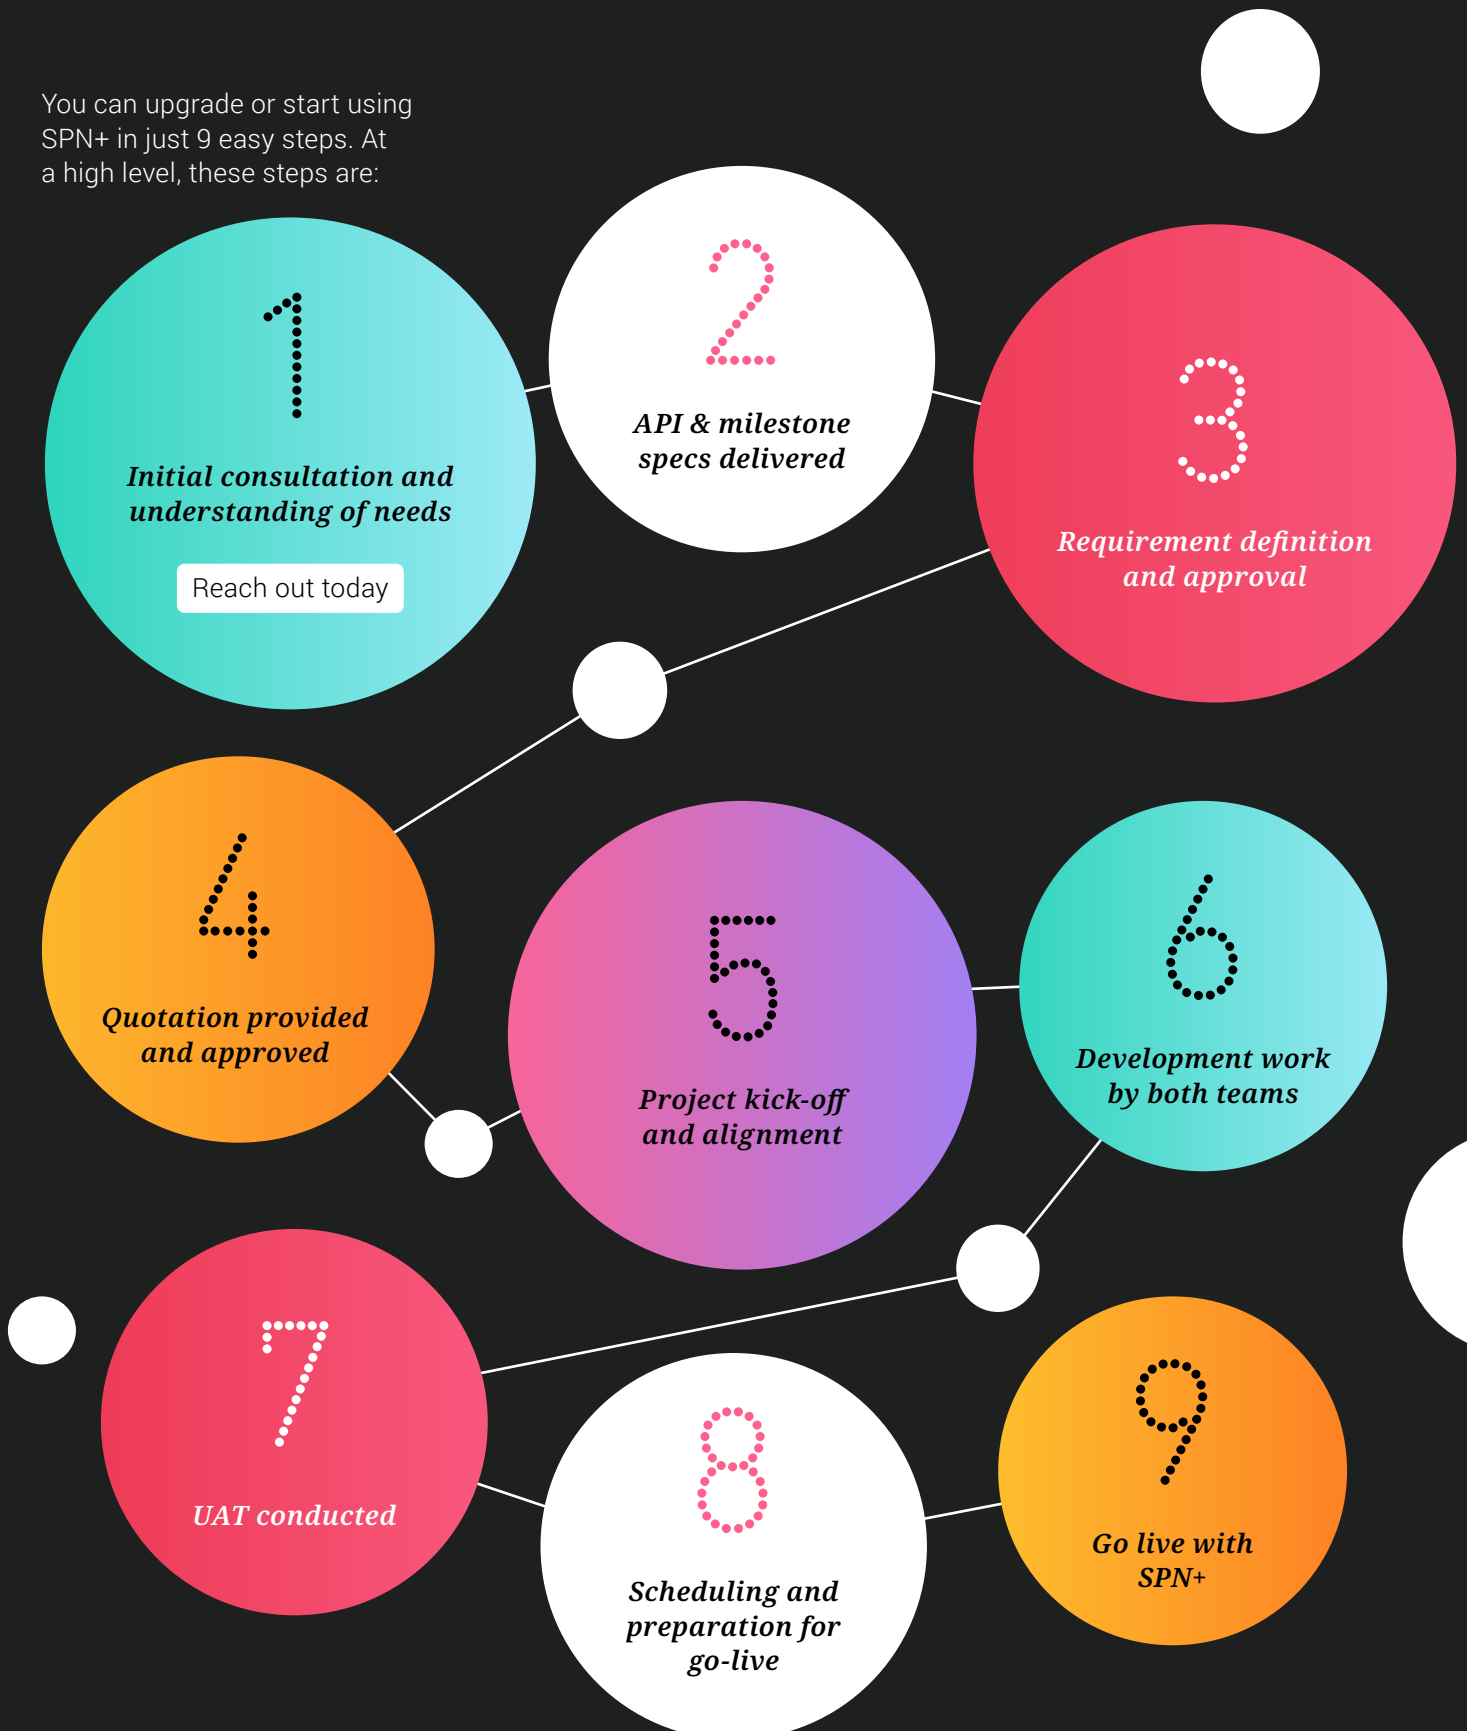 You can upgrade or start using
SPN+ in just 9 easy steps. At
a high level, these steps are:
1
Initial consultation and
understanding of needs
Reach out today
2
API & milestone
specs delivered
3
Requirement definition
and approval
4
Quotation provided
and approved
5
Project kick-off
and alignment
6
Development work
by both teams
7
UAT conducted
8
Scheduling and
preparation for
go-live
9
Go live with
SPN+